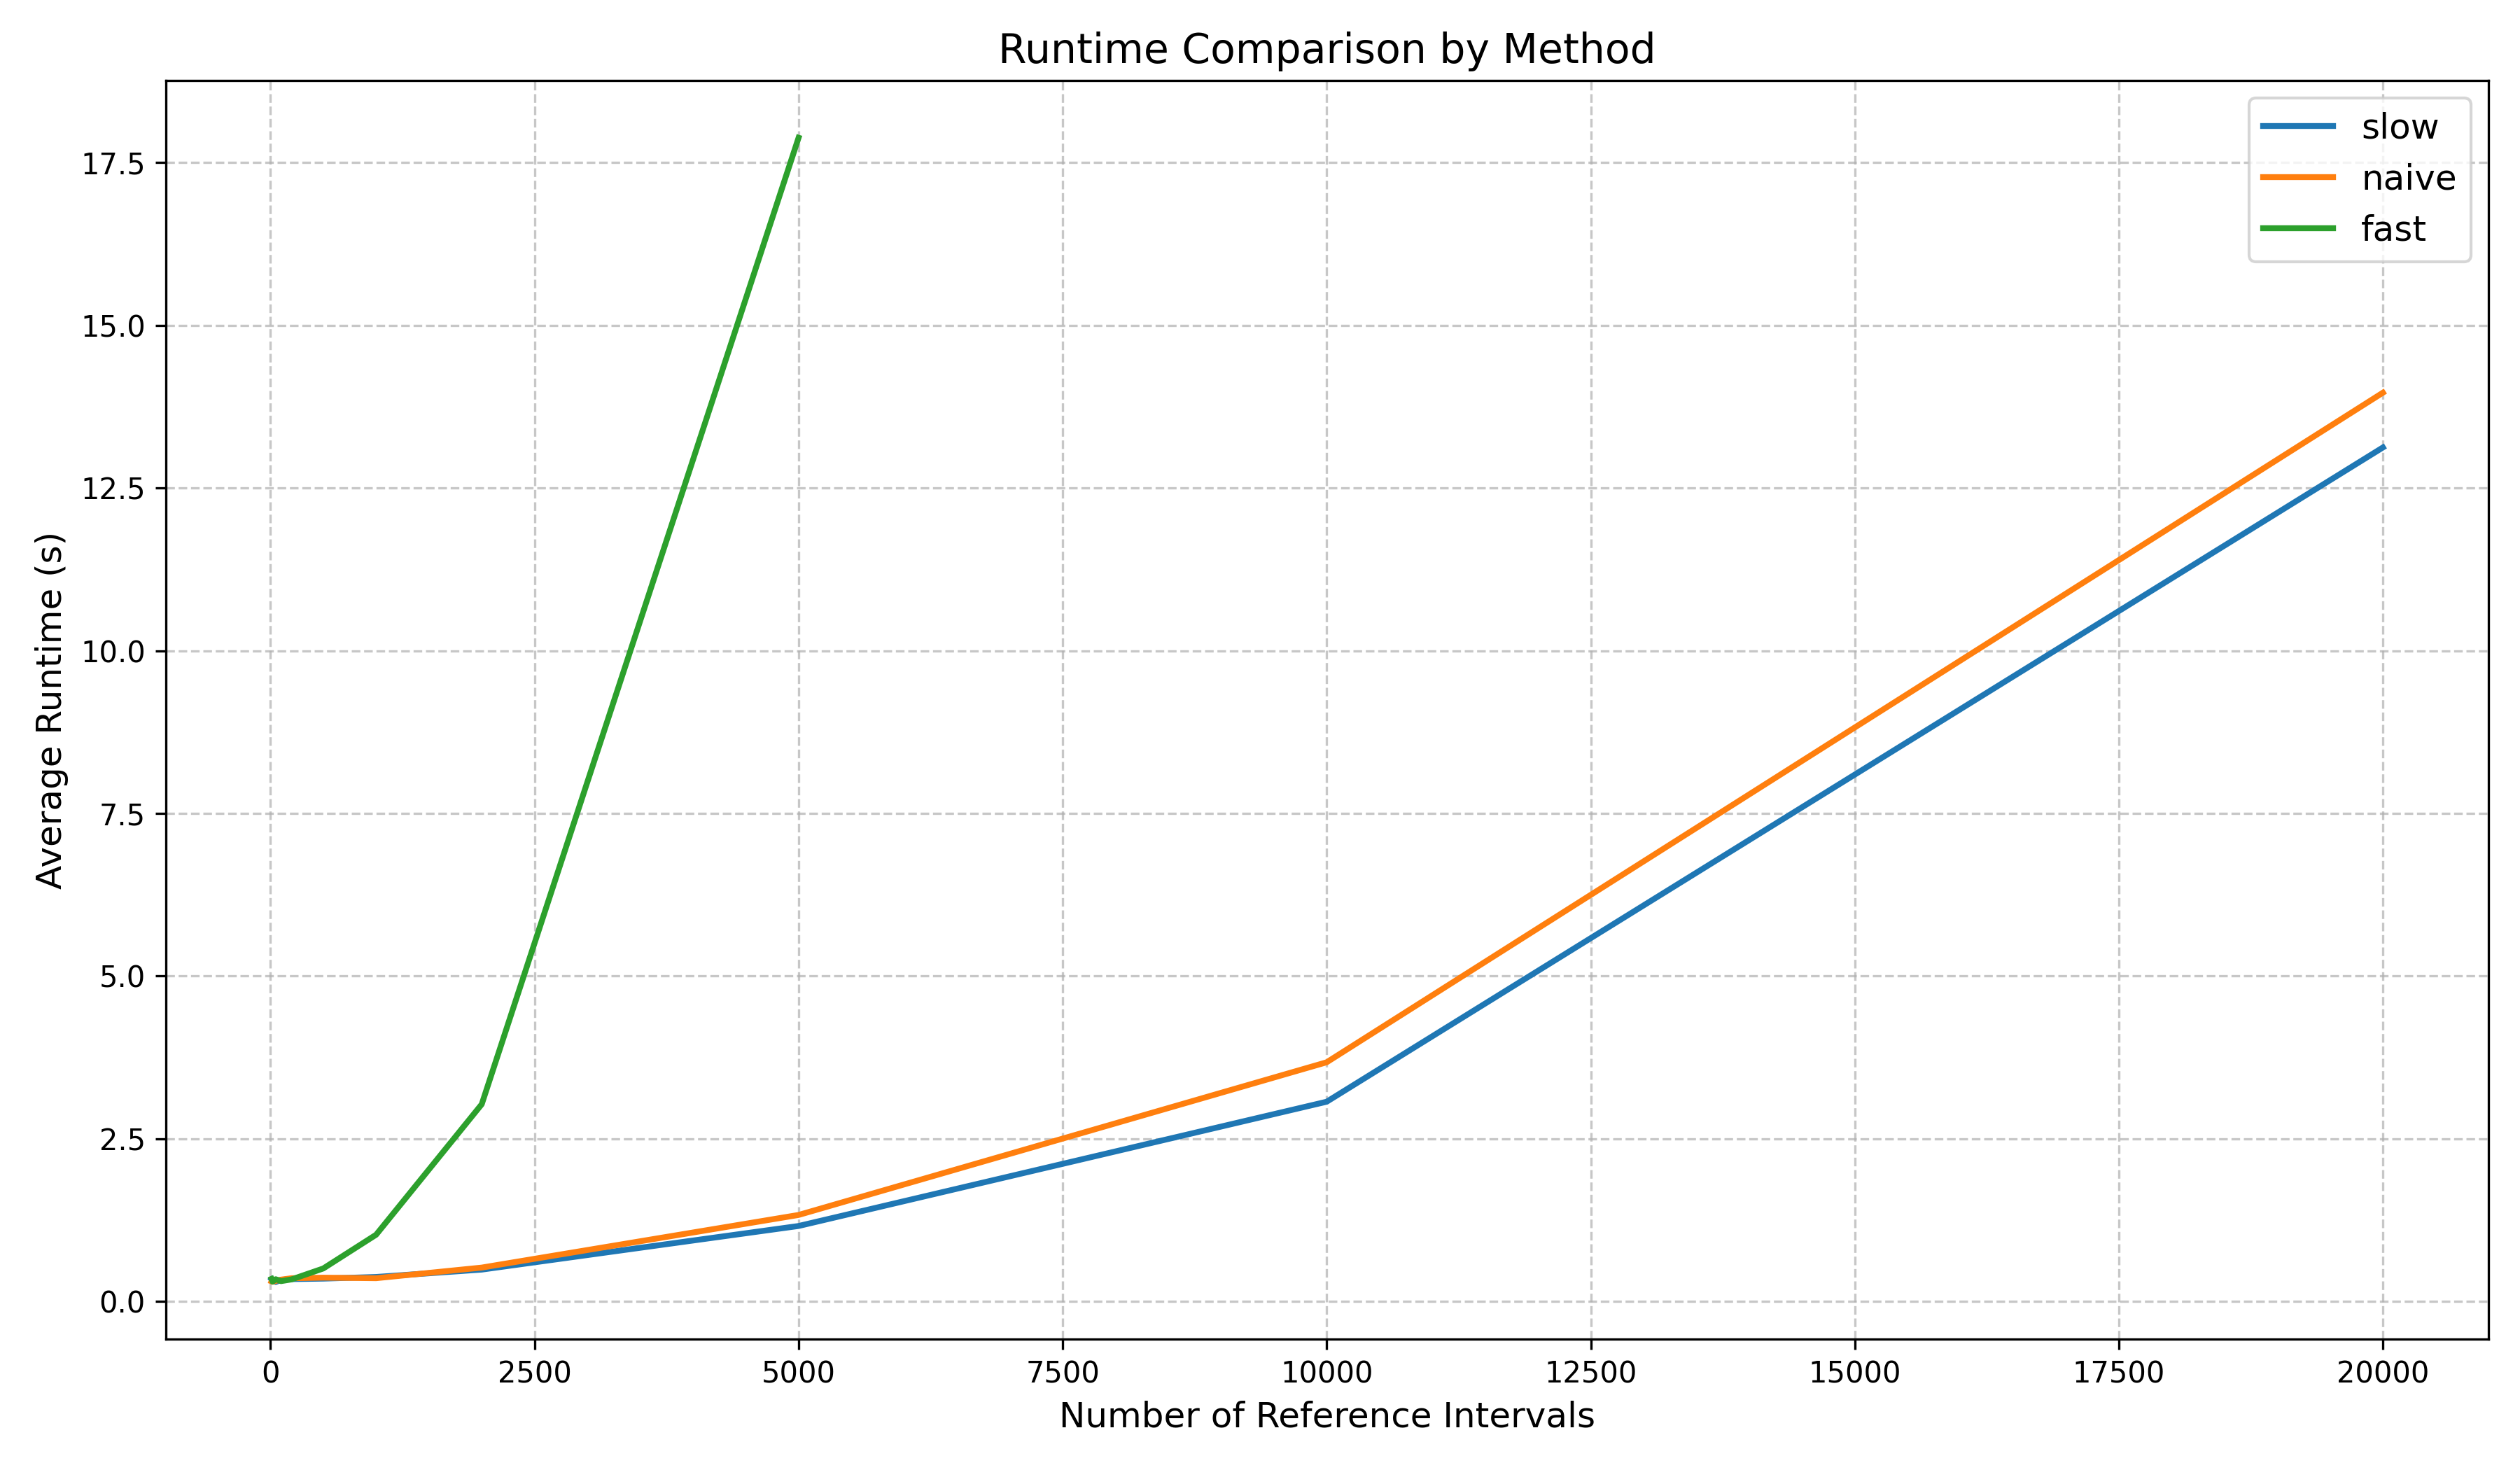 Runtime Comparison by Method
slow
naive
fast
Average Runtime (s)
17.5
15.0
12.5
10.0
7.5
5.0
2.5
0.0
0 2500 5000 7500 10000 12500 15000 17500 20000
Number of Reference Intervals